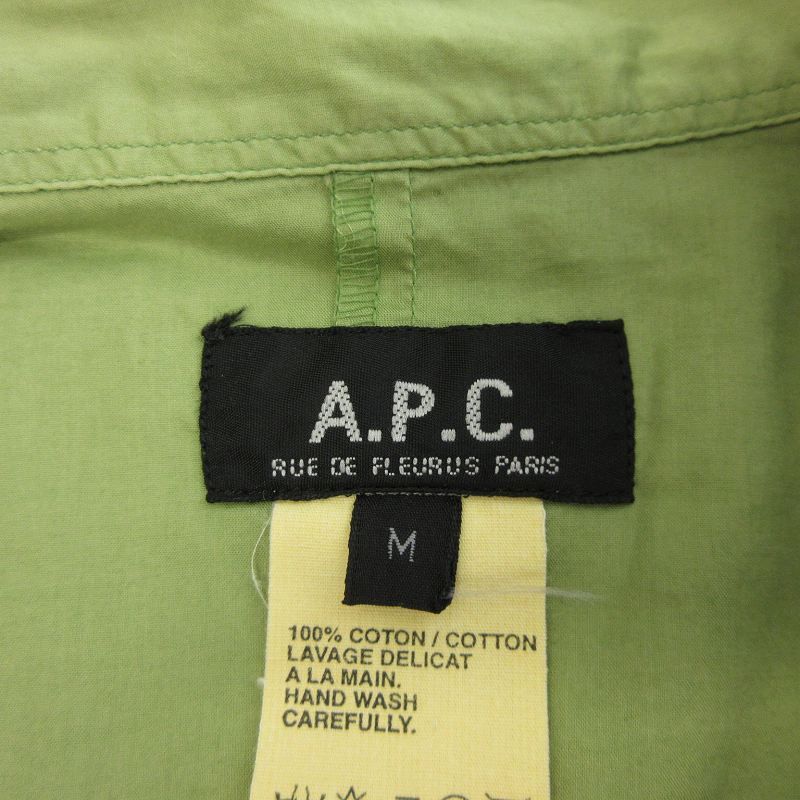 A.P.C.
RUE DE FLEURUS PARIS
M
100% COTON / COTTON
LAVAGE DELICAT
A LA MAIN.
HAND WASH
CAREFULLY.